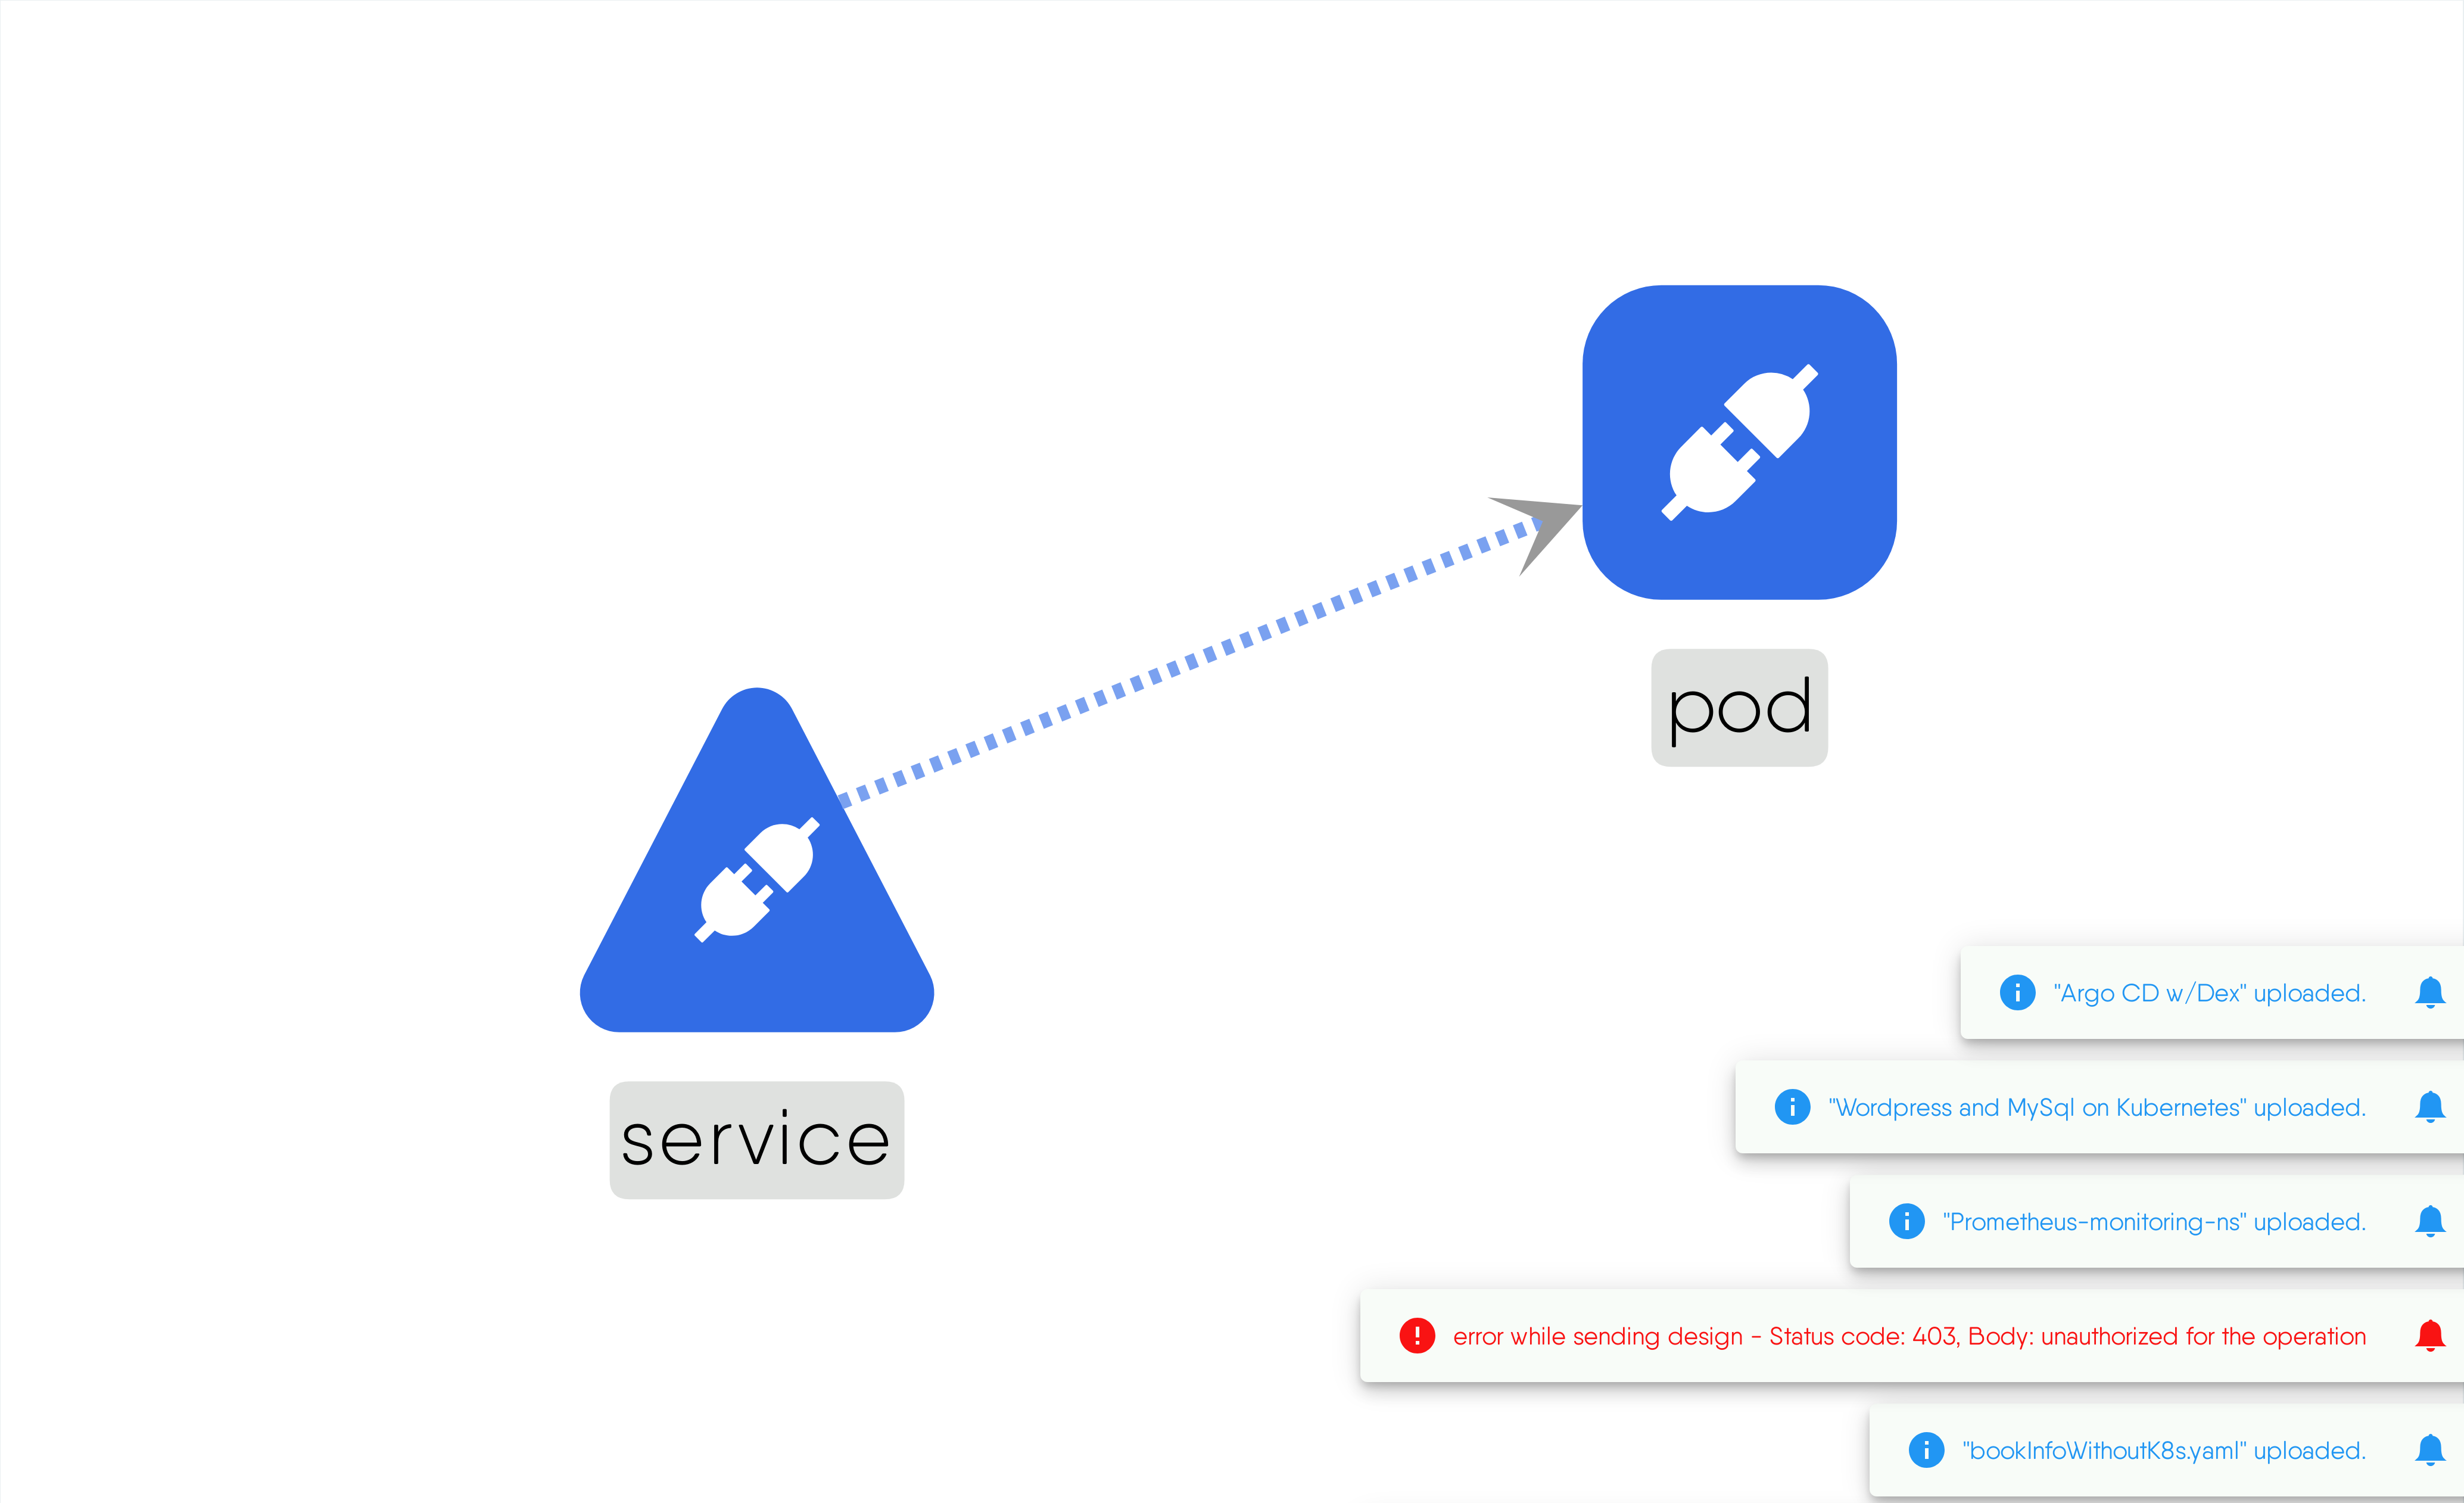 pod
service
"Argo CD w/Dex" uploaded.
"Wordpress and MySql on Kubernetes" uploaded.
"Prometheus-monitoring-ns" uploaded.
error while sending design - Status code: 403, Body: unauthorized for the operation
"bookInfoWithoutK8s.yaml" uploaded.